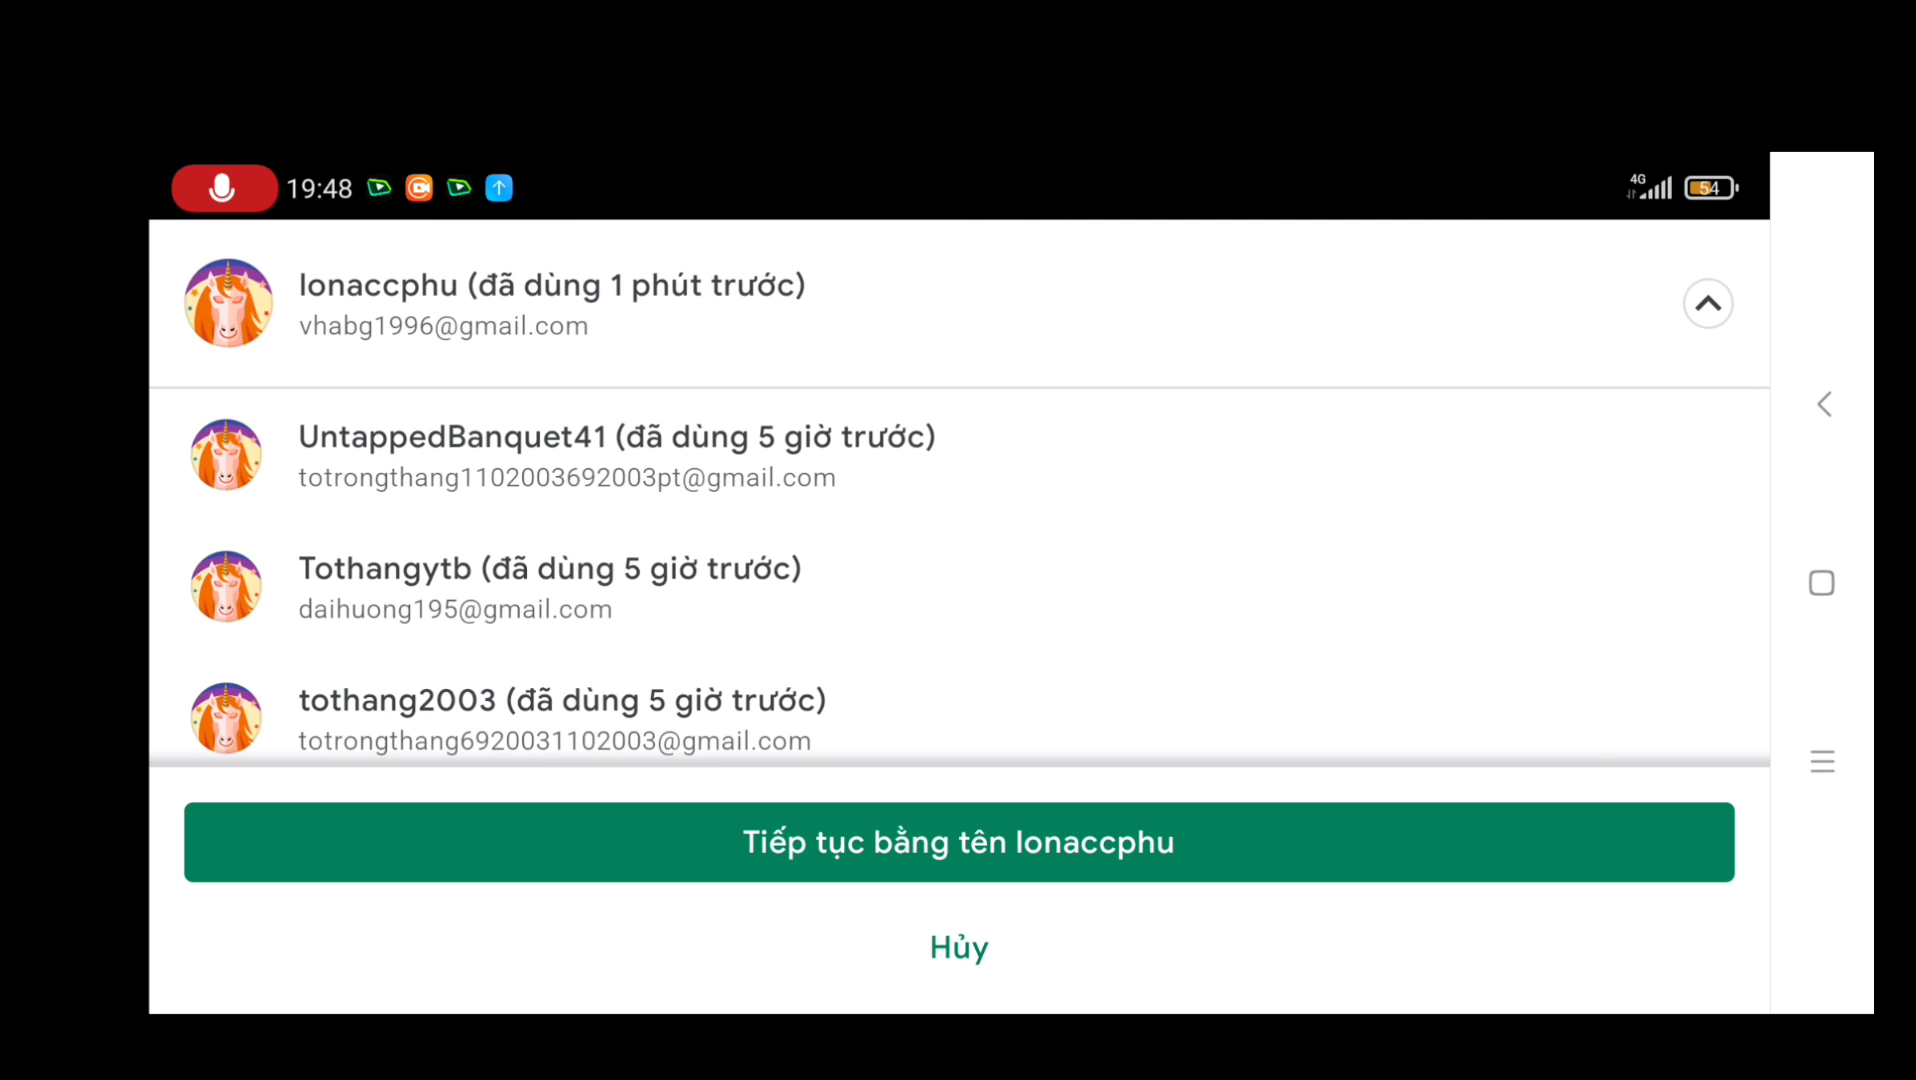 19:48
4G
54
lonaccphu (đã dùng 1 phút trước)
vhabg1996@gmail.com
UntappedBanquet41 (đã dùng 5 giờ trước)
totrongthang1102003692003pt@gmail.com
Tothangytb (đã dùng 5 giờ trước)
daihuong195@gmail.com
tothang2003 (đã dùng 5 giờ trước)
totrongthang6920031102003@gmail.com
Tiếp tục bằng tên lonaccphu
Hủy